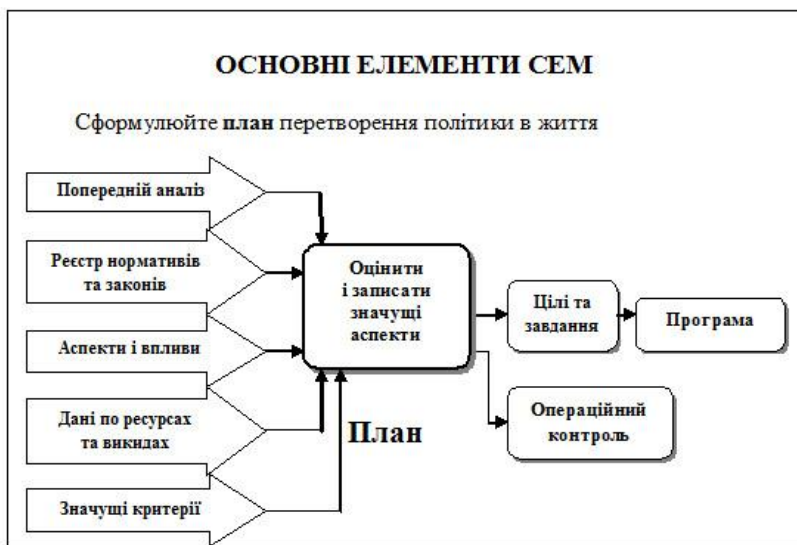 ОСНОВНІ ЕЛЕМЕНТИ СЕМ
Сформулюйте план перетворення політики в життя
Попередній аналіз
Реєстр нормативів
та законів
Аспекти і впливи
Дані по ресурсах
та викидах
Значущі критерії
Оцінити
і записати
значущі
аспекти
План
Цілі та
завдання
Програма
Операційний
контроль